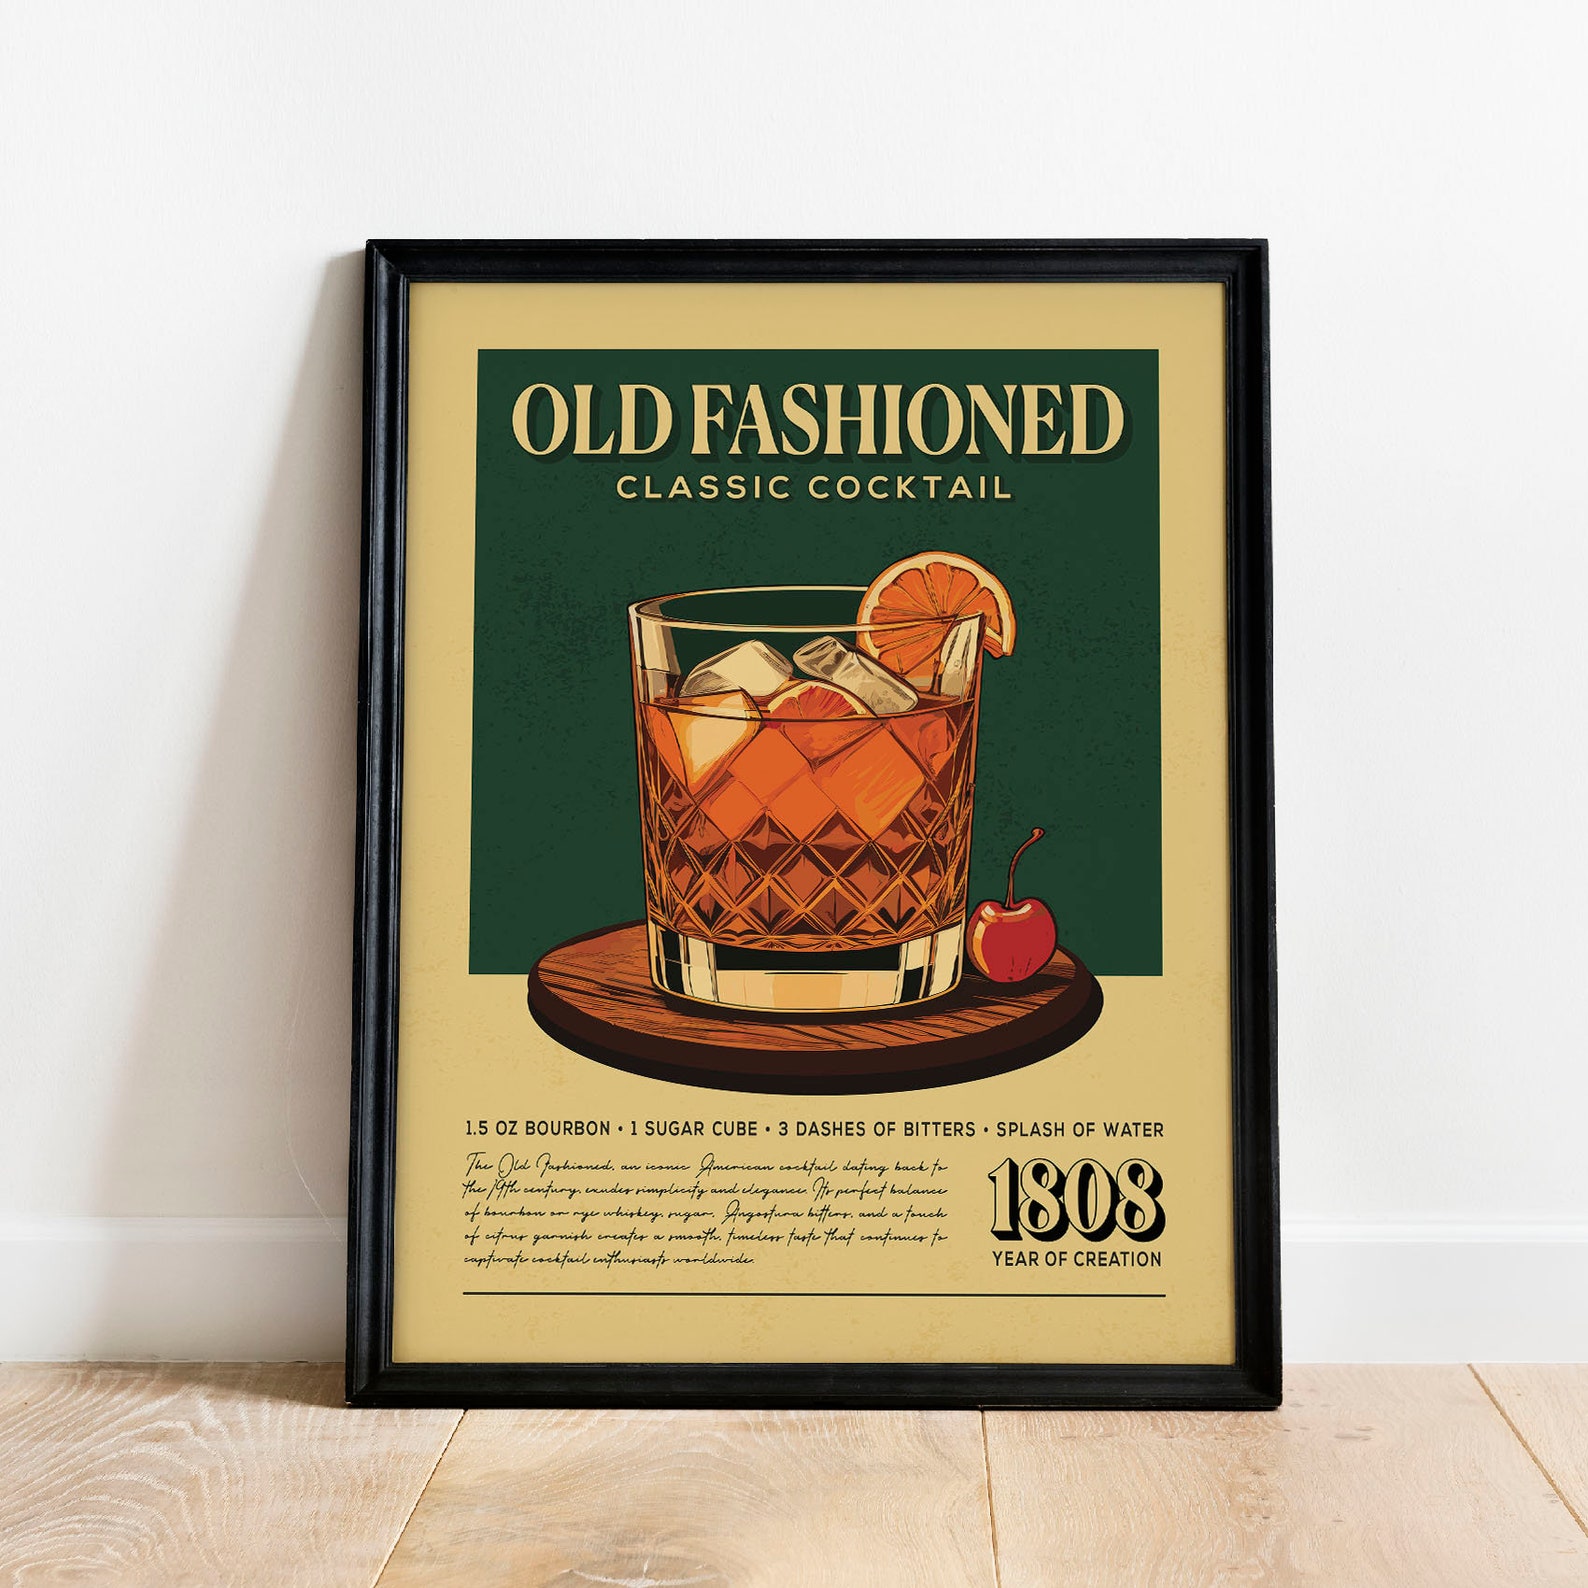 OLD FASHIONED
CLASSIC COCKTAIL
1.5 OZ BOURBON • 1 SUGAR CUBE • 3 DASHES OF BITTERS • SPLASH OF WATER
The Old Fashioned, an iconic American cocktail dating back to
the 19th century, exudes simplicity and elegance. Its perfect balance
of bourbon or rye whiskey, sugar, Angostura bitters, and a touch
of citrus garnish creates a smooth, timeless taste that continues to
captivate cocktail enthusiasts worldwide.
1808
YEAR OF CREATION